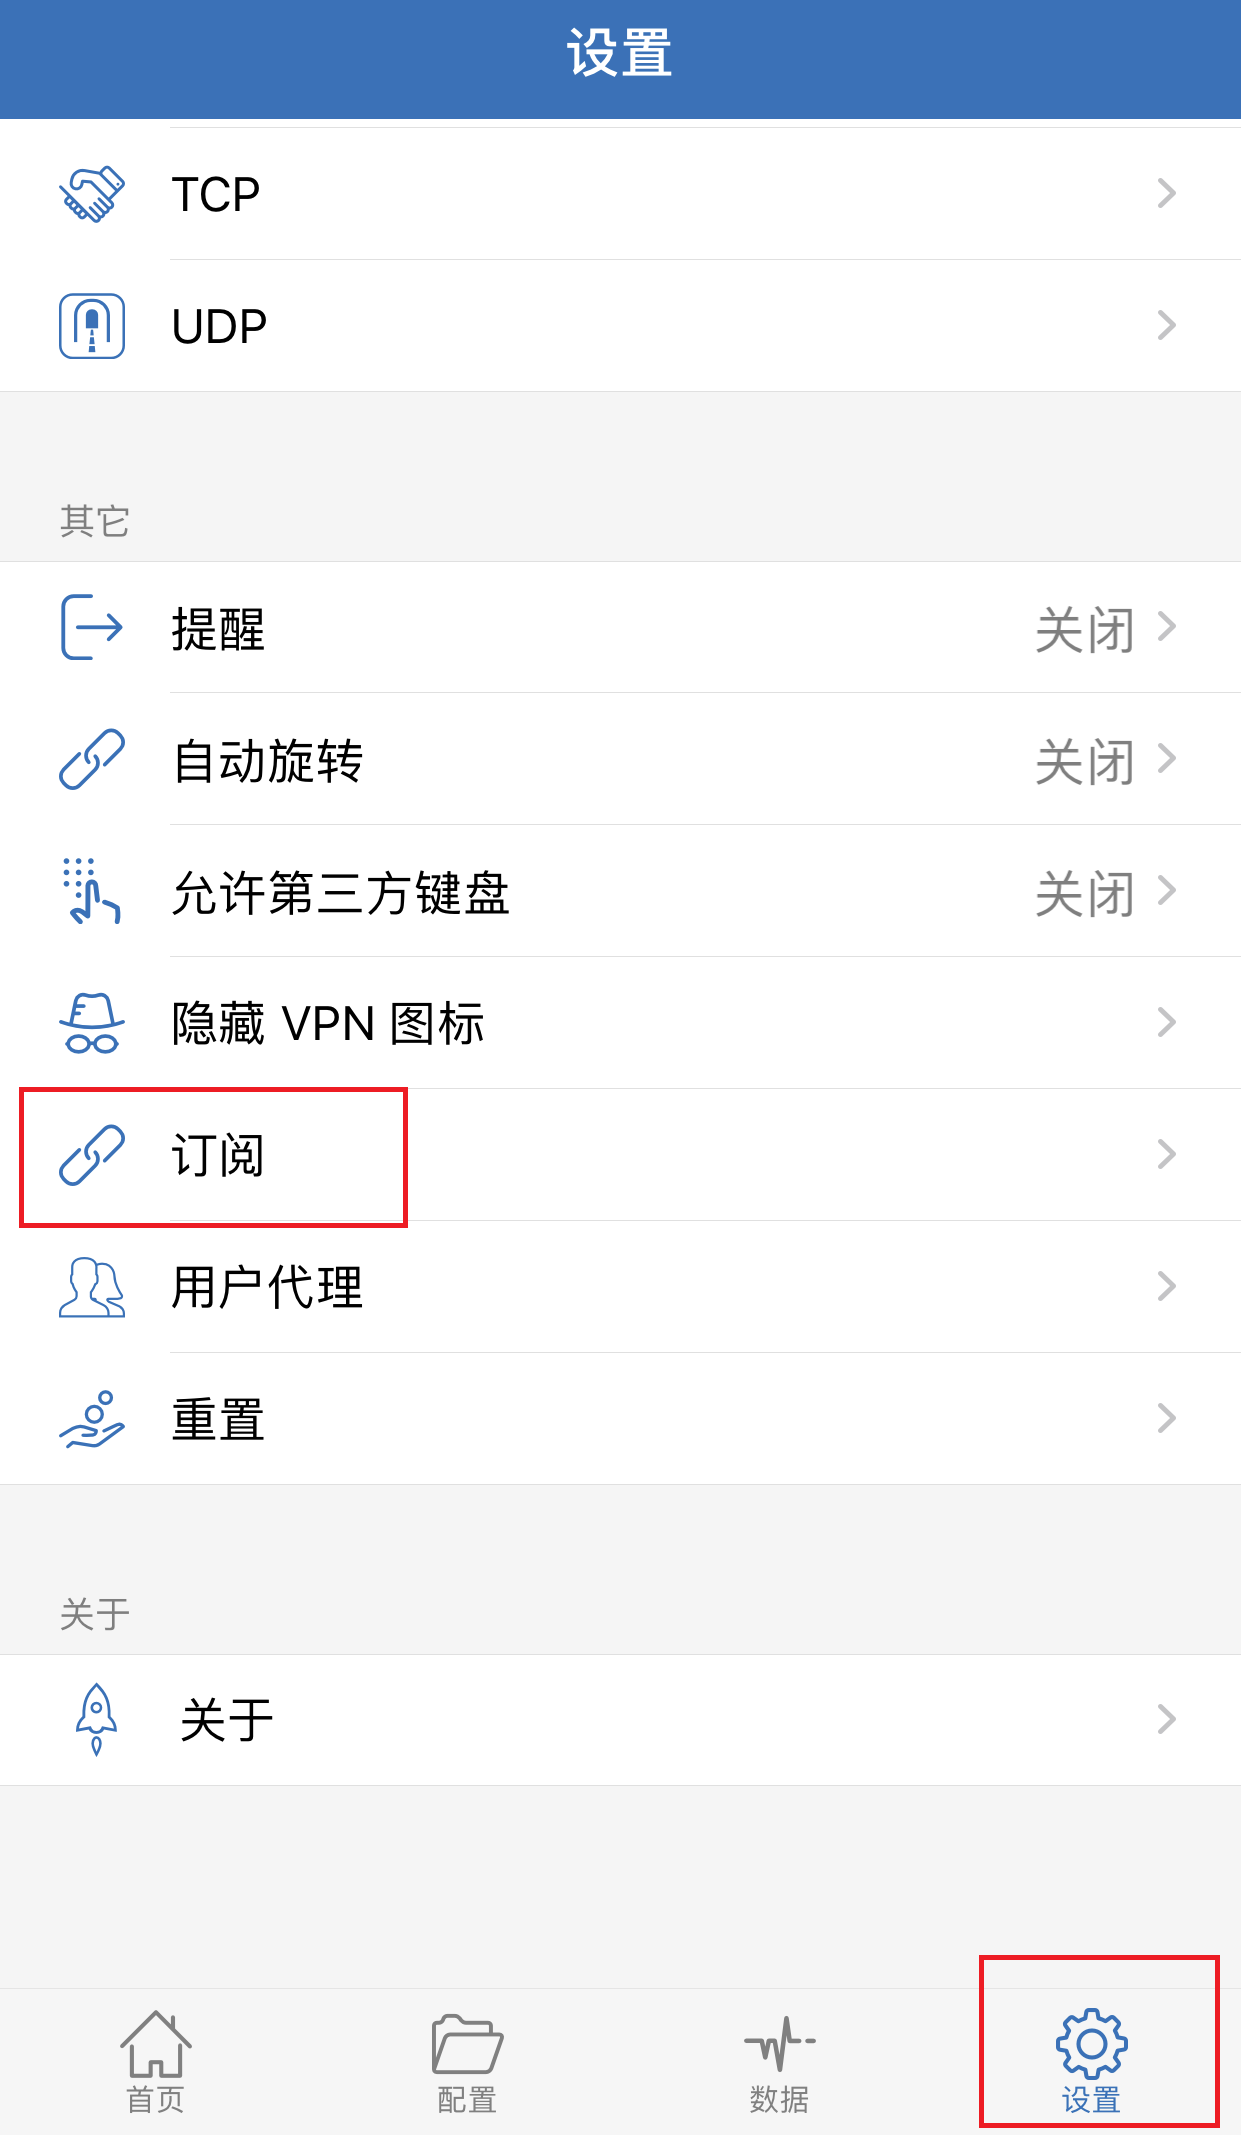 设置
TCP
UDP
其它
提醒 关闭
自动旋转 关闭
允许第三方键盘 关闭
隐藏 VPN 图标
订阅
用户代理
重置
关于
关于
首页 配置 数据 设置